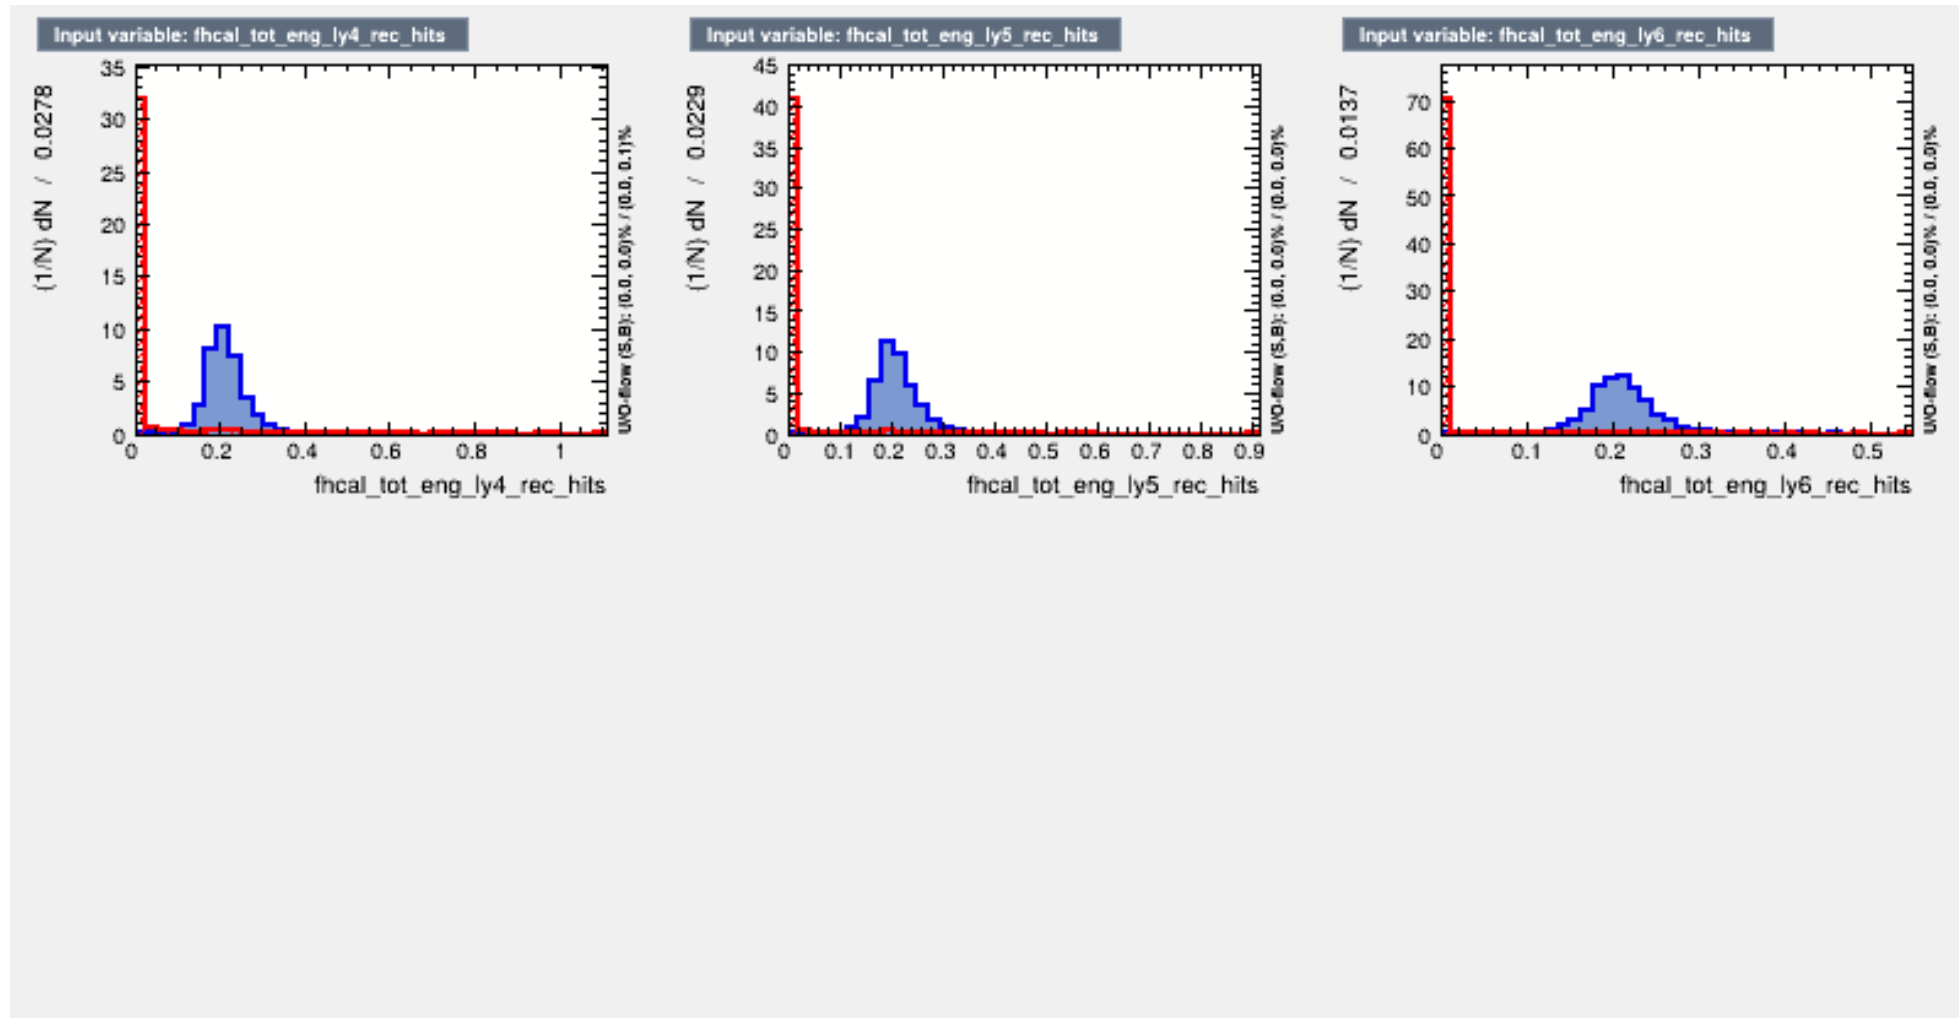 Input variable: fhcal_tot_eng_ly4_rec_hits
(1/N) dN / 0.0278
35
30
25
20
15
10
5
0
0 0.2 0.4 0.6 0.8 1
fhcal_tot_eng_ly4_rec_hits
U/O-flow (S,B): (0.0, 0.0)% / (0.0, 0.1)%
Input variable: fhcal_tot_eng_ly5_rec_hits
(1/N) dN / 0.0229
45
40
35
30
25
20
15
10
5
0
0 0.1 0.2 0.3 0.4 0.5 0.6 0.7 0.8 0.9
fhcal_tot_eng_ly5_rec_hits
U/O-flow (S,B): (0.0, 0.0)% / (0.0, 0.0)%
Input variable: fhcal_tot_eng_ly6_rec_hits
(1/N) dN / 0.0137
70
60
50
40
30
20
10
0
0 0.1 0.2 0.3 0.4 0.5
fhcal_tot_eng_ly6_rec_hits
U/O-flow (S,B): (0.0, 0.0)% / (0.0, 0.0)%